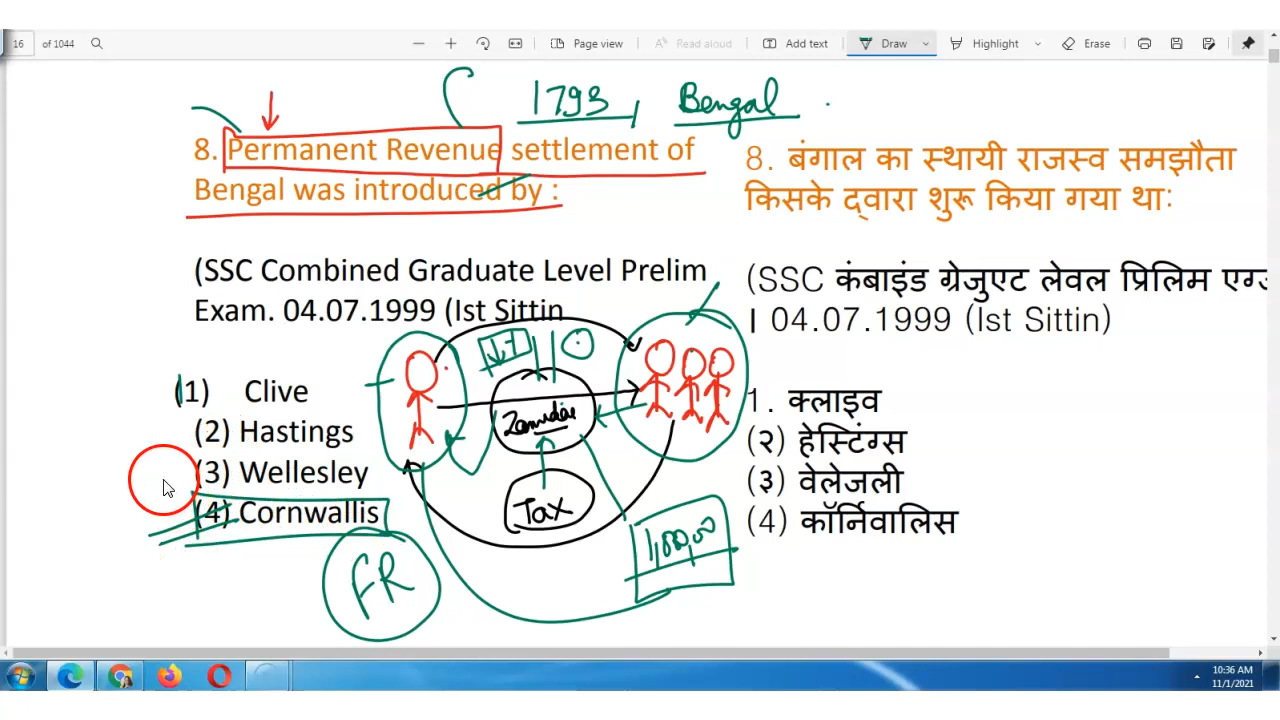 16 of 1044
Page view
Read aloud
Add text
Draw
Highlight
Erase
1793, Bengal
8. Permanent Revenue settlement of
Bengal was introduced by :
(SSC Combined Graduate Level Prelim
Exam. 04.07.1999 (Ist Sittin
(1) Clive
(2) Hastings
(3) Wellesley
(4) Cornwallis
Tax
FR
8. बंगाल का स्थायी राजस्व समझौता
किसके द्वारा शुरू किया गया था:
(SSC कंबाइंड ग्रेजुएट लेवल प्रिलिम एग्ज
। 04.07.1999 (Ist Sittin)
1. क्लाइव
(२) हेस्टिंग्स
(३) वेलेजली
(4) कॉर्नवालिस
10:36 AM
11/1/2021